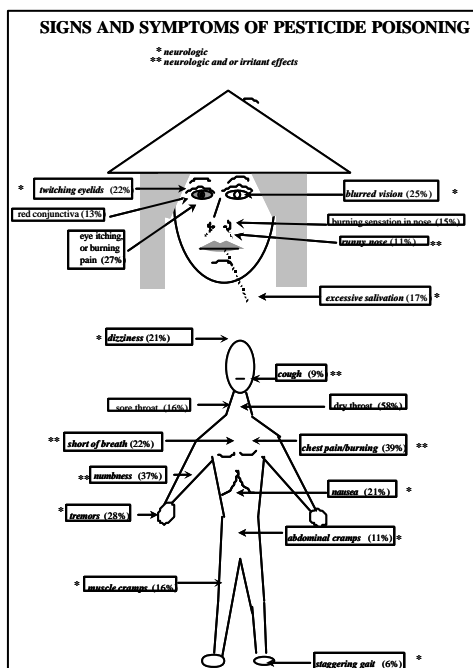 SIGNS AND SYMPTOMS OF PESTICIDE POISONING
* neurologic
** neurologic and or irritant effects
* twitching eyelids (22%)
blurred vision (25%) *
red conjunctiva (13%)
burning sensation in nose (15%)
eye itching,
or burning
pain
(27%)
runny nose (11%) **
excessive salivation (17%) *
* dizziness (21%)
cough (9%) **
sore throat (16%)
dry throat (58%)
** short of breath (22%)
chest pain/burning (39%) **
** numbness (37%)
nausea (21%) *
* tremors (28%)
abdominal cramps (11%) *
* muscle cramps (16%)
staggering gait (6%) *